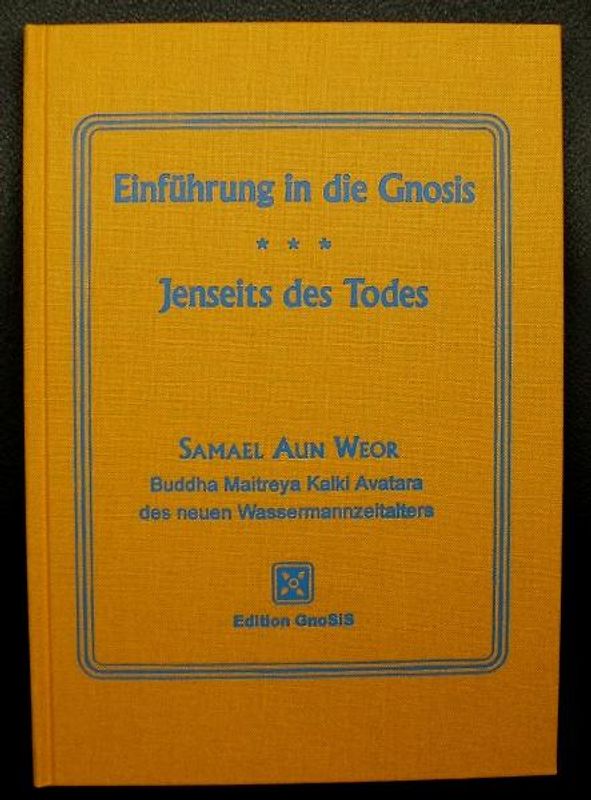 Einführung in die Gnosis
* * *
Jenseits des Todes
SAMAEL AUN WEOR
Buddha Maitreya Kalki Avatara
des neuen Wassermannzeitalters
Edition GnoSiS